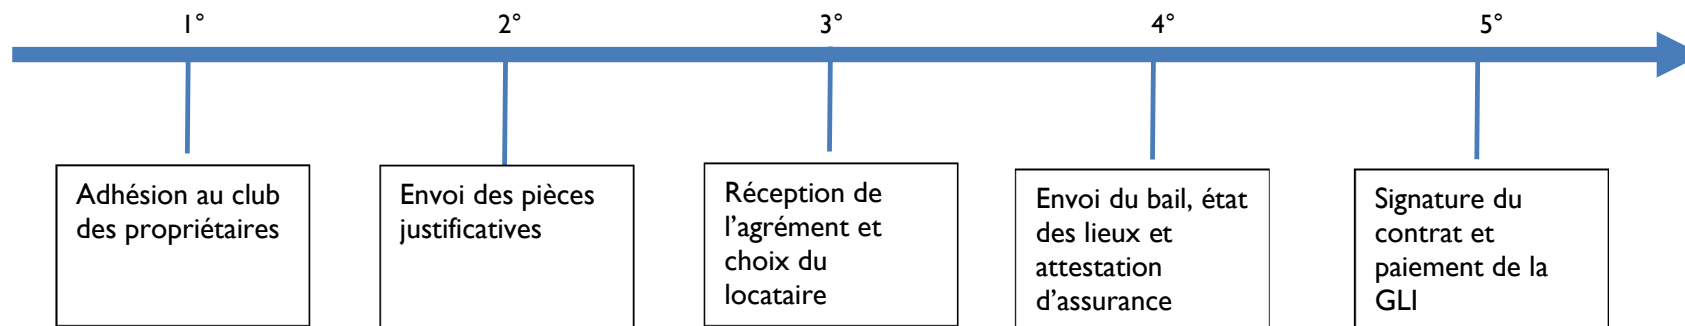 1°
2°
3°
4°
5°
Adhésion au club
des propriétaires
Envoi des pièces
justificatives
Réception de
l’agrément et
choix du
locataire
Envoi du bail, état
des lieux et
attestation
d’assurance
Signature du
contrat et
paiement de la
GLI